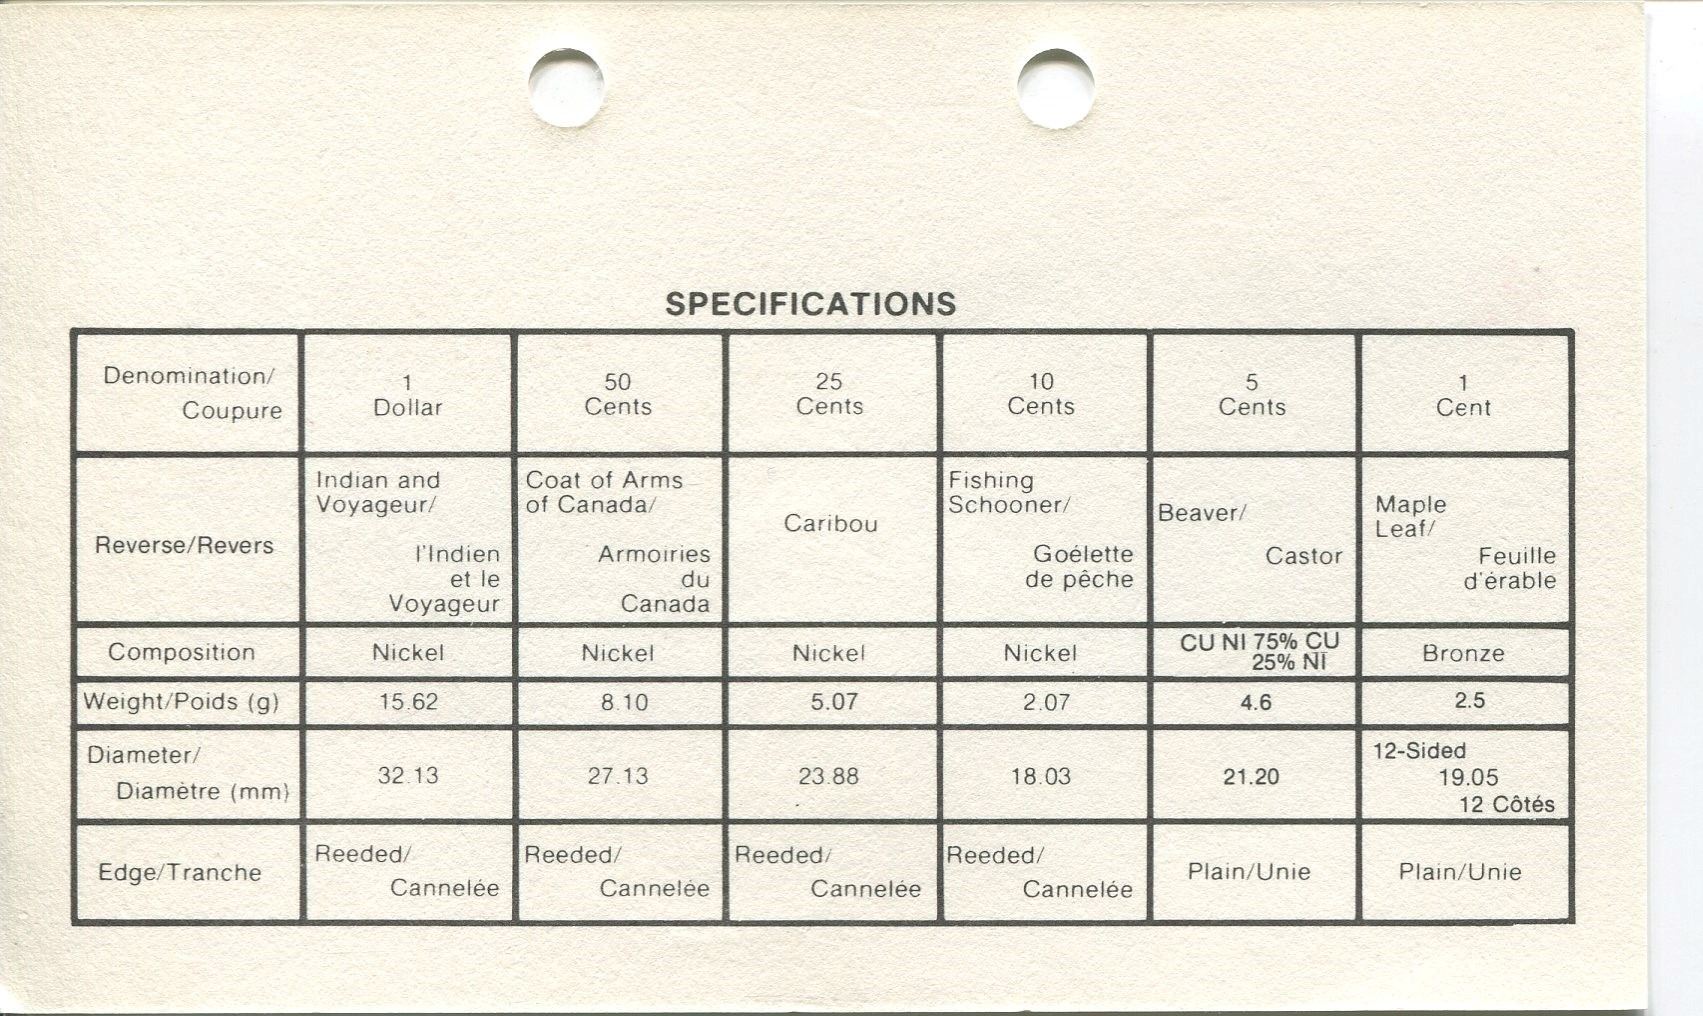 SPECIFICATIONS
Denomination/
Coupure
1
Dollar
50
Cents
25
Cents
10
Cents
5
Cents
1
Cent
Reverse/Revers
Indian and
Voyageur/
l'Indien
et le
Voyageur
Coat of Arms
of Canada/
Armoiries
du
Canada
Caribou
Fishing
Schooner/
Goélette
de pêche
Beaver/
Castor
Maple
Leaf/
Feuille
d'érable
Composition
Nickel
Nickel
Nickel
Nickel
CU NI 75% CU
25% NI
Bronze
Weight/Poids (g)
15.62
8.10
5.07
2.07
4.6
2.5
Diameter/
Diamètre (mm)
32.13
27.13
23.88
18.03
21.20
12-Sided
19.05
12 Côtés
Edge/Tranche
Reeded/
Cannelée
Reeded/
Cannelée
Reeded/
Cannelée
Reeded/
Cannelée
Plain/Unie
Plain/Unie